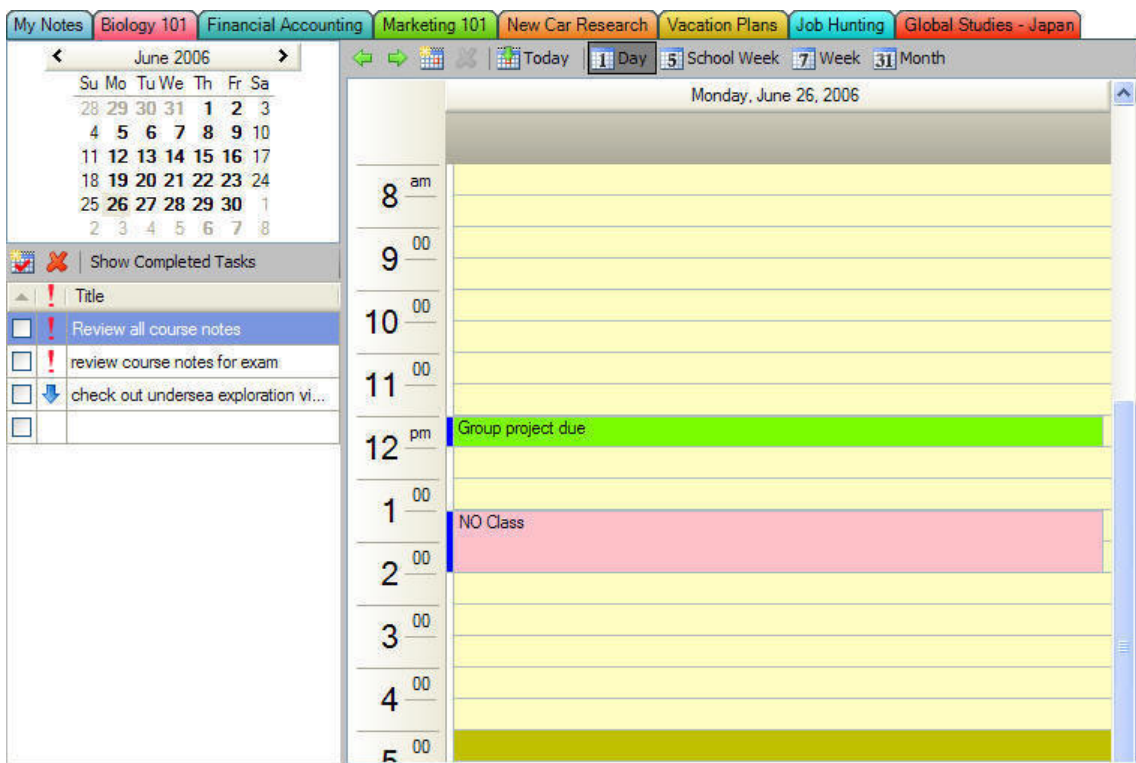 My Notes Biology 101 Financial Accounting Marketing 101 New Car Research Vacation Plans Job Hunting Global Studies - Japan
June 2006
Su Mo Tu We Th Fr Sa
28 29 30 31 1 2 3
4 5 6 7 8 9 10
11 12 13 14 15 16 17
18 19 20 21 22 23 24
25 26 27 28 29 30 1
2 3 4 5 6 7 8
Show Completed Tasks
! Title
! Review all course notes
! review course notes for exam
check out undersea exploration vi...
Today 1 Day 5 School Week 7 Week 31 Month
Monday, June 26, 2006
8 am
9 00
10 00
11 00
12 pm
Group project due
1 00
NO Class
2 00
3 00
4 00
5 00